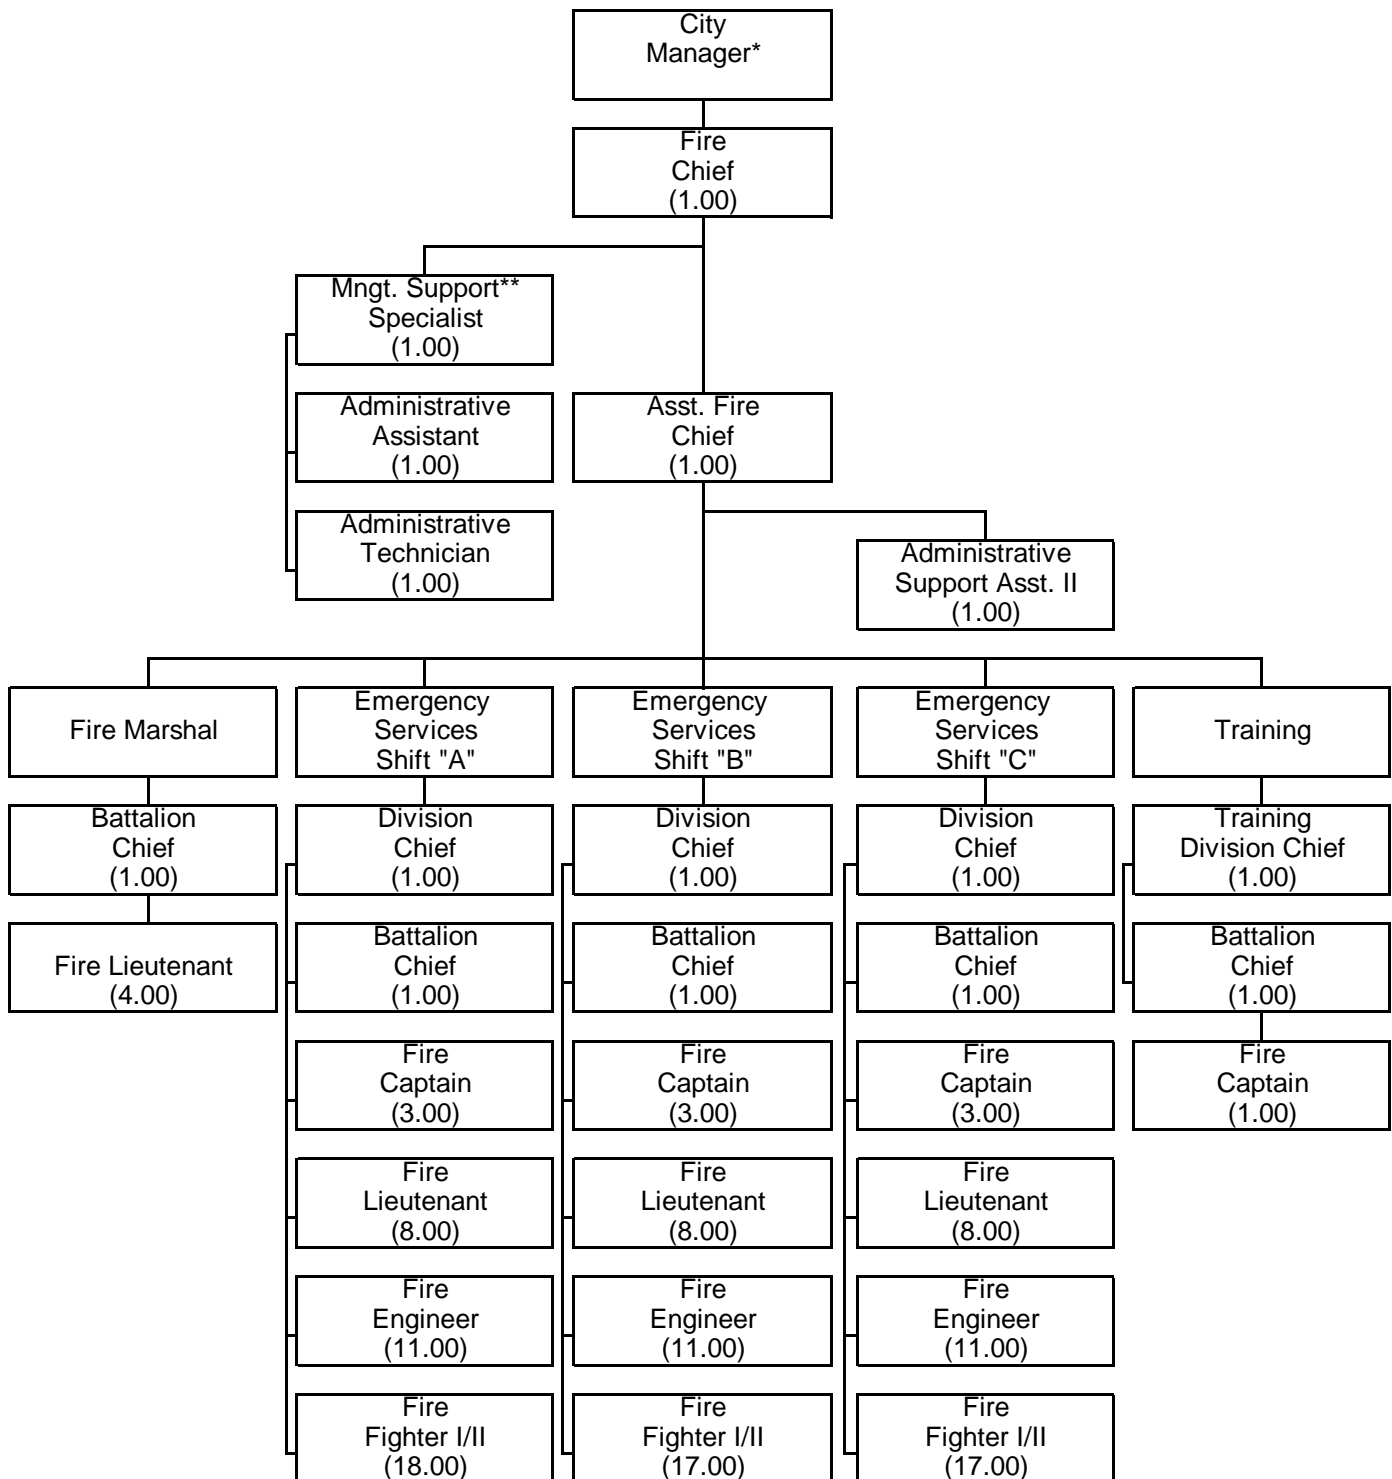 City
Manager*
Fire
Chief
(1.00)
Mngt. Support**
Specialist
(1.00)
Administrative
Assistant
(1.00)
Asst. Fire
Chief
(1.00)
Administrative
Technician
(1.00)
Administrative
Support Asst. II
(1.00)
Fire Marshal
Emergency
Services
Shift "A"
Emergency
Services
Shift "B"
Emergency
Services
Shift "C"
Training
Battalion
Chief
(1.00)
Division
Chief
(1.00)
Division
Chief
(1.00)
Division
Chief
(1.00)
Training
Division Chief
(1.00)
Fire Lieutenant
(4.00)
Battalion
Chief
(1.00)
Battalion
Chief
(1.00)
Battalion
Chief
(1.00)
Battalion
Chief
(1.00)
Fire
Captain
(3.00)
Fire
Captain
(3.00)
Fire
Captain
(3.00)
Fire
Captain
(1.00)
Fire
Lieutenant
(8.00)
Fire
Lieutenant
(8.00)
Fire
Lieutenant
(8.00)
Fire
Engineer
(11.00)
Fire
Engineer
(11.00)
Fire
Engineer
(11.00)
Fire
Fighter I/II
(18.00)
Fire
Fighter I/II
(17.00)
Fire
Fighter I/II
(17.00)